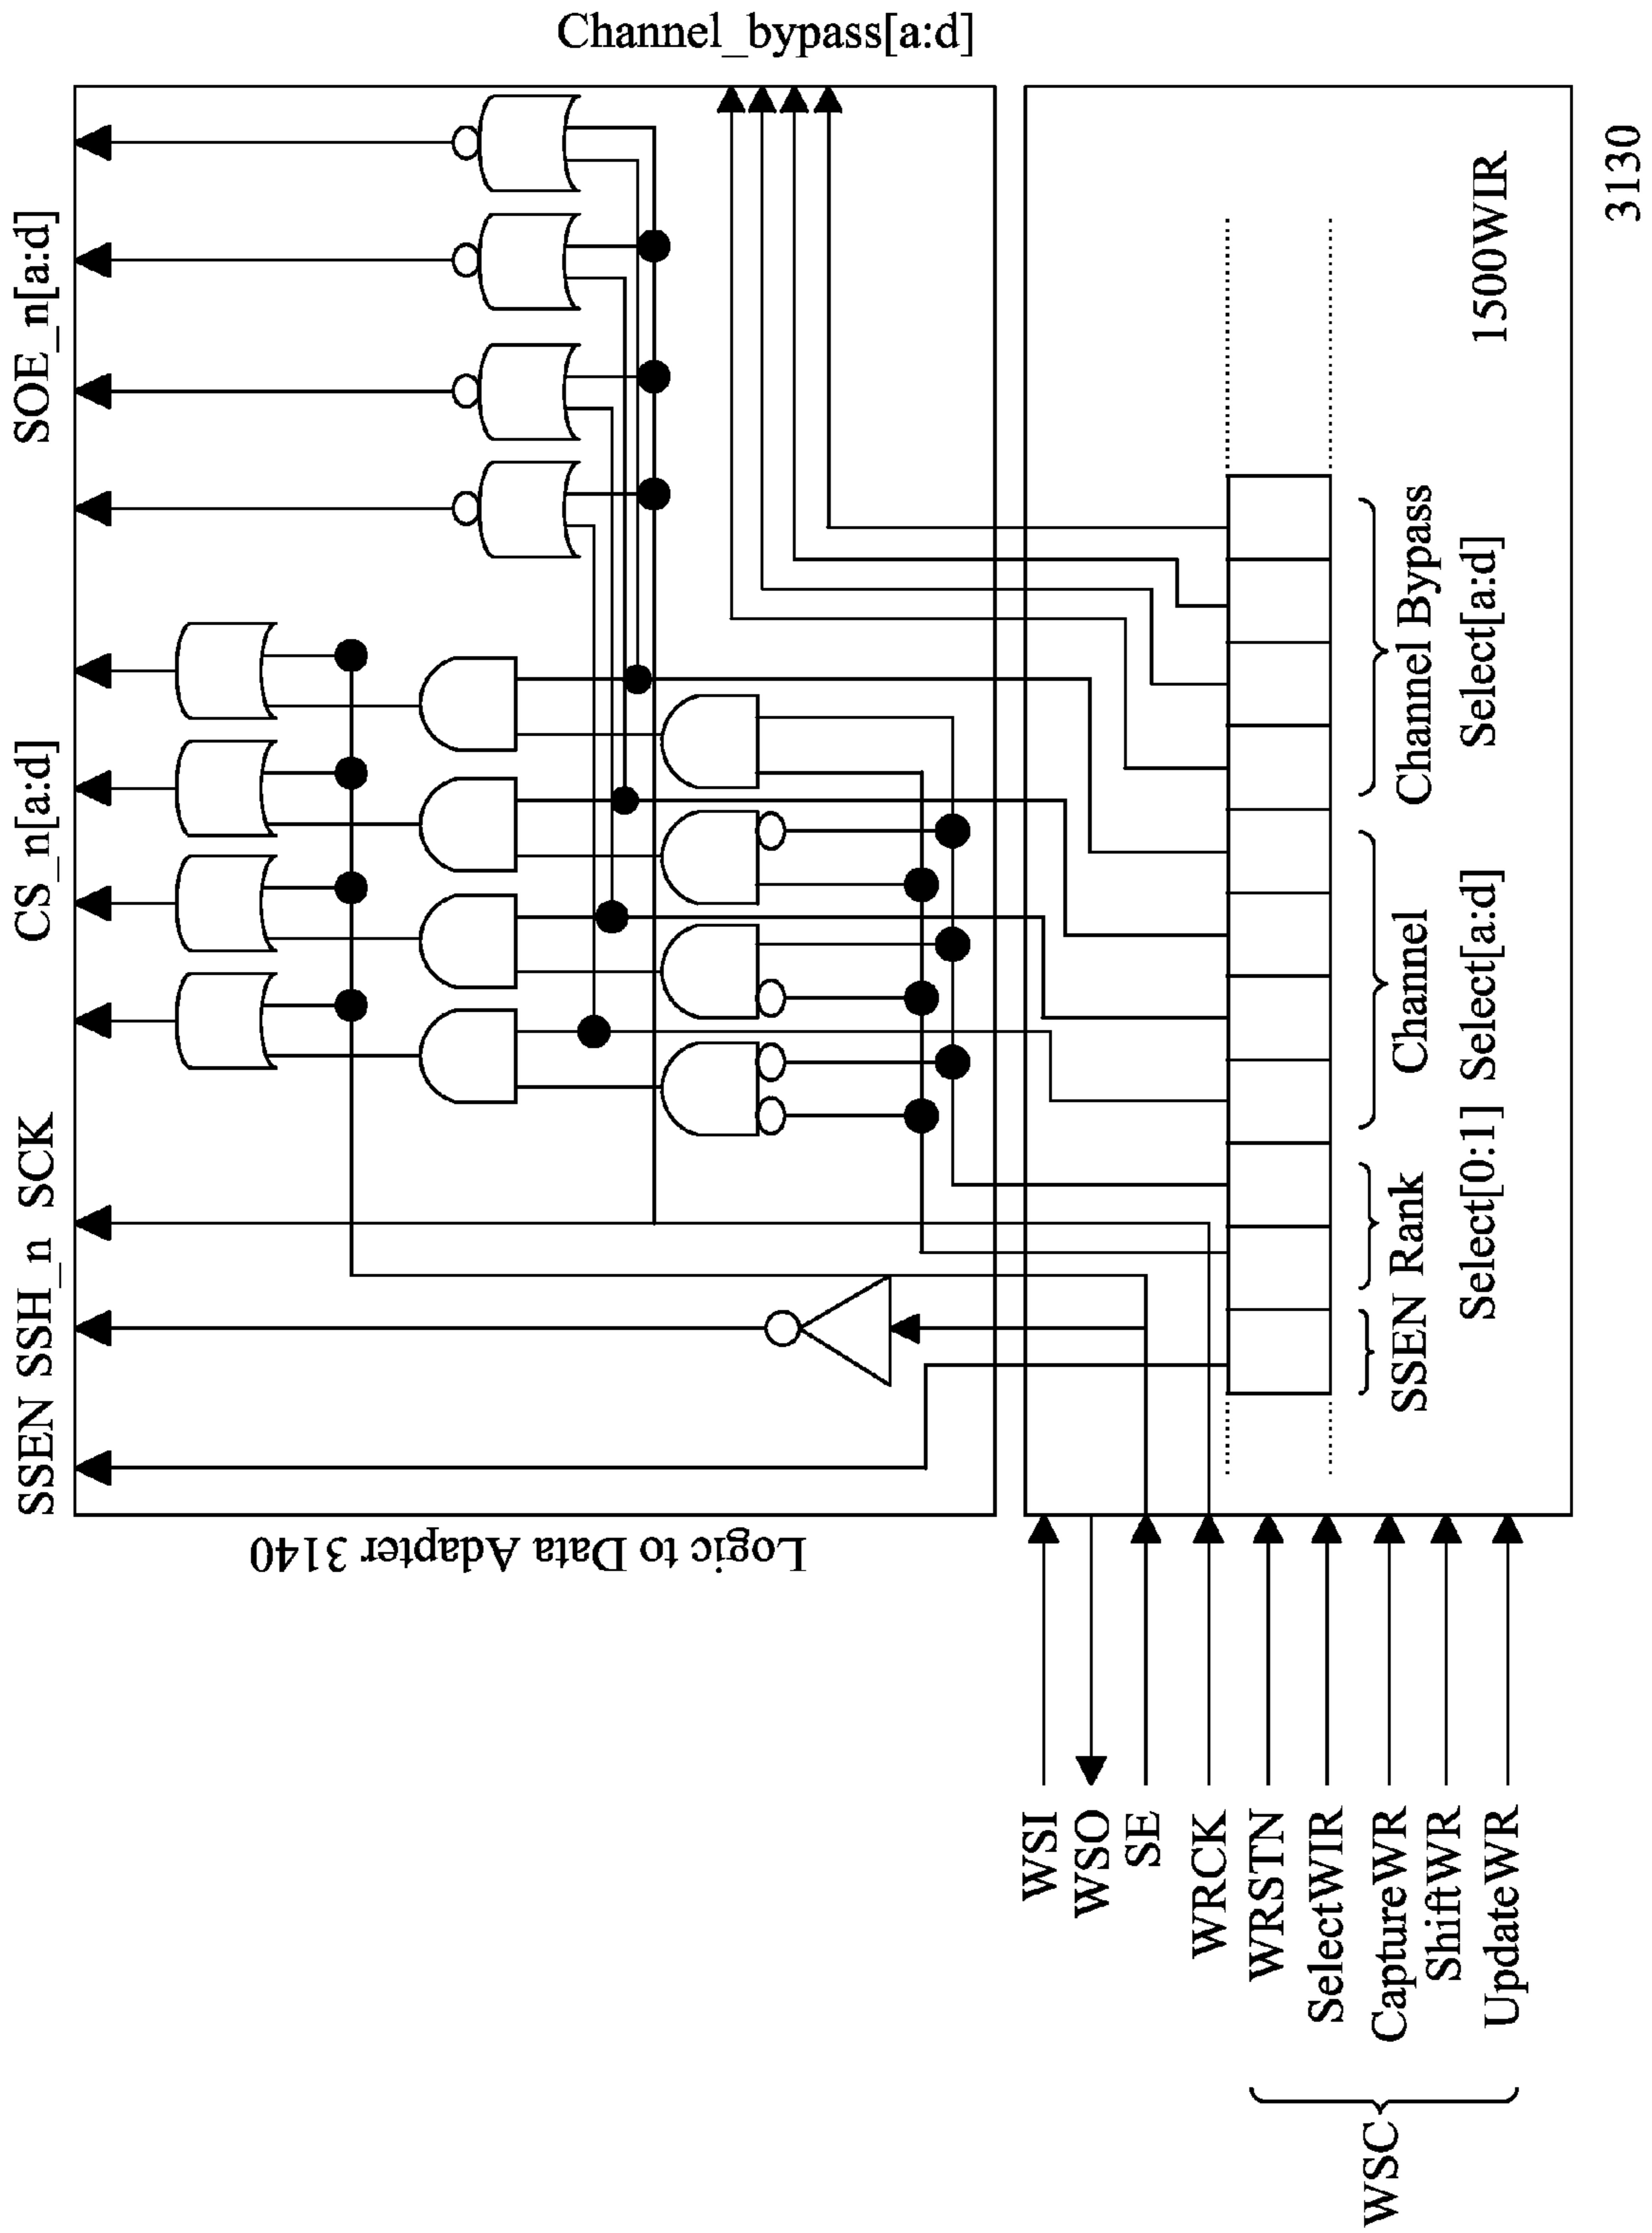 Channel_bypass[a:d]
SSEN SSH_n SCK CS_n[a:d] SOE_n[a:d]
Logic to Data Adapter 3140
SSEN Rank Channel Channel Bypass
Select[0:1] Select[a:d] Select[a:d]
1500WIR
3130
WSI
WSO
SE
WRCK
WRSTN
SelectWIR
CaptureWR
ShiftWR
UpdateWR
WSC